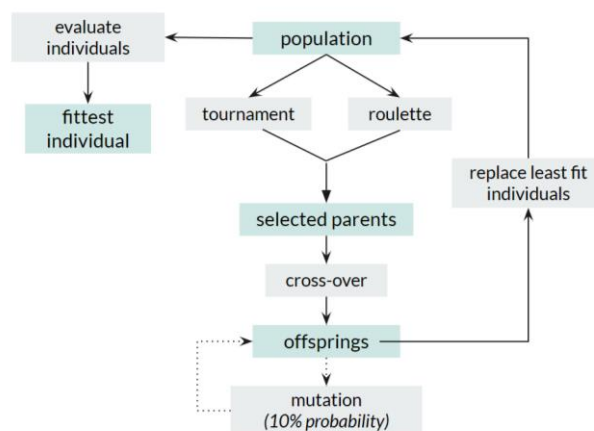 evaluate
individuals
population
fittest
individual
tournament
roulette
replace least fit
individuals
selected parents
cross-over
offsprings
mutation
(10% probability)